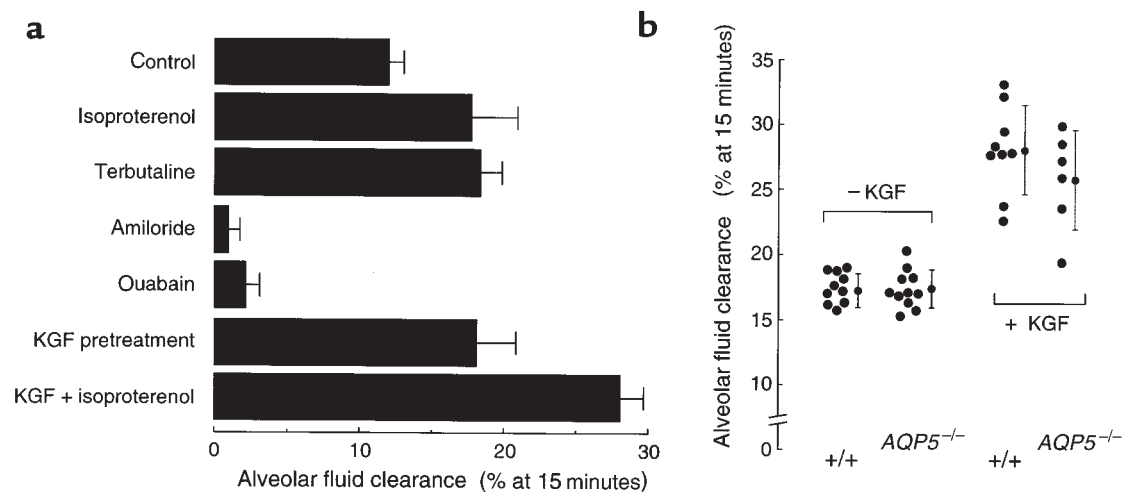 a
Control
Isoproterenol
Terbutaline
Amiloride
Ouabain
KGF pretreatment
KGF + isoproterenol
0 10 20 30
Alveolar fluid clearance (% at 15 minutes)
b
Alveolar fluid clearance (% at 15 minutes)
35
30
25
20
15
10
0
– KGF
+ KGF
+/+ AQP5−/− +/+ AQP5−/−